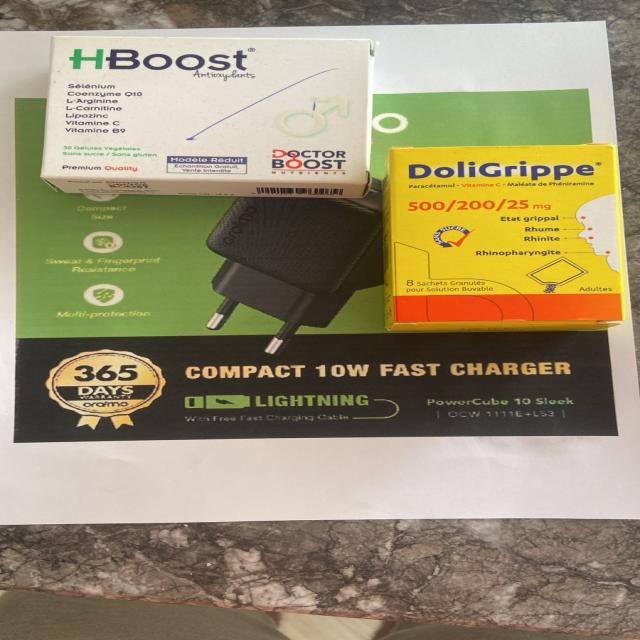 HBoost®
Antioxydants
Sélénium
Coenzyme Q10
L-Arginine
L-Carnitine
Lipozinc
Vitamine C
Vitamine B9
30 Gélules Végétales
Sans sucre / Sans gluten
Premium Quality
Modèle Réduit
Échantillon Gratuit,
Vente Interdite
DOCTOR
BOOST
NUTRIENTS
DoliGrippe®
Paracétamol - Vitamine C - Maléate de Phéniramine
500/200/25 mg
SANS SUCRE
Etat grippal
Rhume
Rhinite
Rhinopharyngite
8 Sachets Granulés
pour Solution Buvable
Adultes
Compact
Size
Sweat & Fingerprint
Resistance
Multi-protection
oraimo
365
DAYS
WARRANTY
oraimo
COMPACT 10W FAST CHARGER
LIGHTNING
With Free Fast Charging Cable
PowerCube 10 Sleek
| OCW-1111E+L53 |